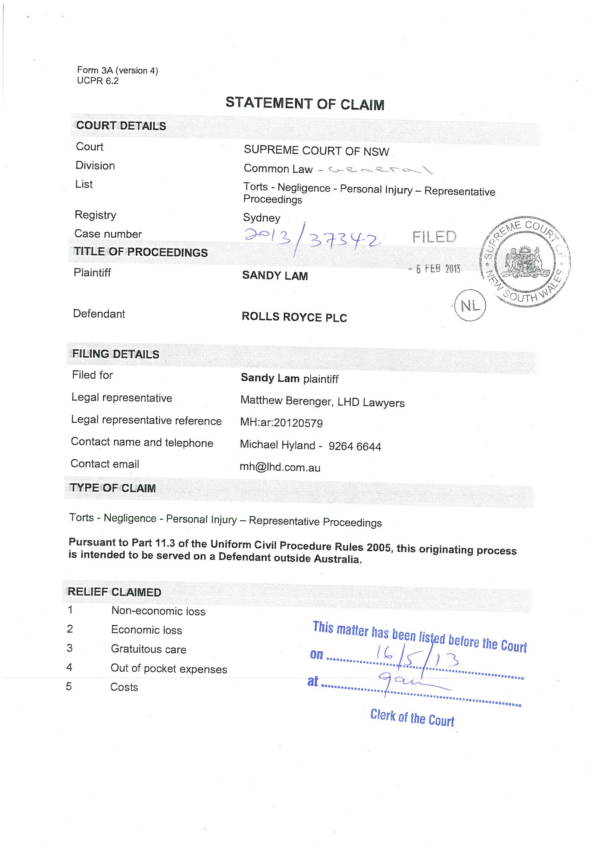 Form 3A (version 4)
UCPR 6.2
STATEMENT OF CLAIM
COURT DETAILS
Court SUPREME COURT OF NSW
Division Common Law - General
List Torts - Negligence - Personal Injury – Representative
Proceedings
Registry Sydney
Case number 2013/37342
FILED
- 6 FEB 2013
SUPREME COURT OF
NEW SOUTH WALES
NL
TITLE OF PROCEEDINGS
Plaintiff SANDY LAM
Defendant ROLLS ROYCE PLC
FILING DETAILS
Filed for Sandy Lam plaintiff
Legal representative Matthew Berenger, LHD Lawyers
Legal representative reference MH:ar:20120579
Contact name and telephone Michael Hyland - 9264 6644
Contact email mh@lhd.com.au
TYPE OF CLAIM
Torts - Negligence - Personal Injury – Representative Proceedings
Pursuant to Part 11.3 of the Uniform Civil Procedure Rules 2005, this originating process
is intended to be served on a Defendant outside Australia.
RELIEF CLAIMED
1 Non-economic loss
2 Economic loss
3 Gratuitous care
4 Out of pocket expenses
5 Costs
This matter has been listed before the Court
on 16/5/13
at 9am
Clerk of the Court